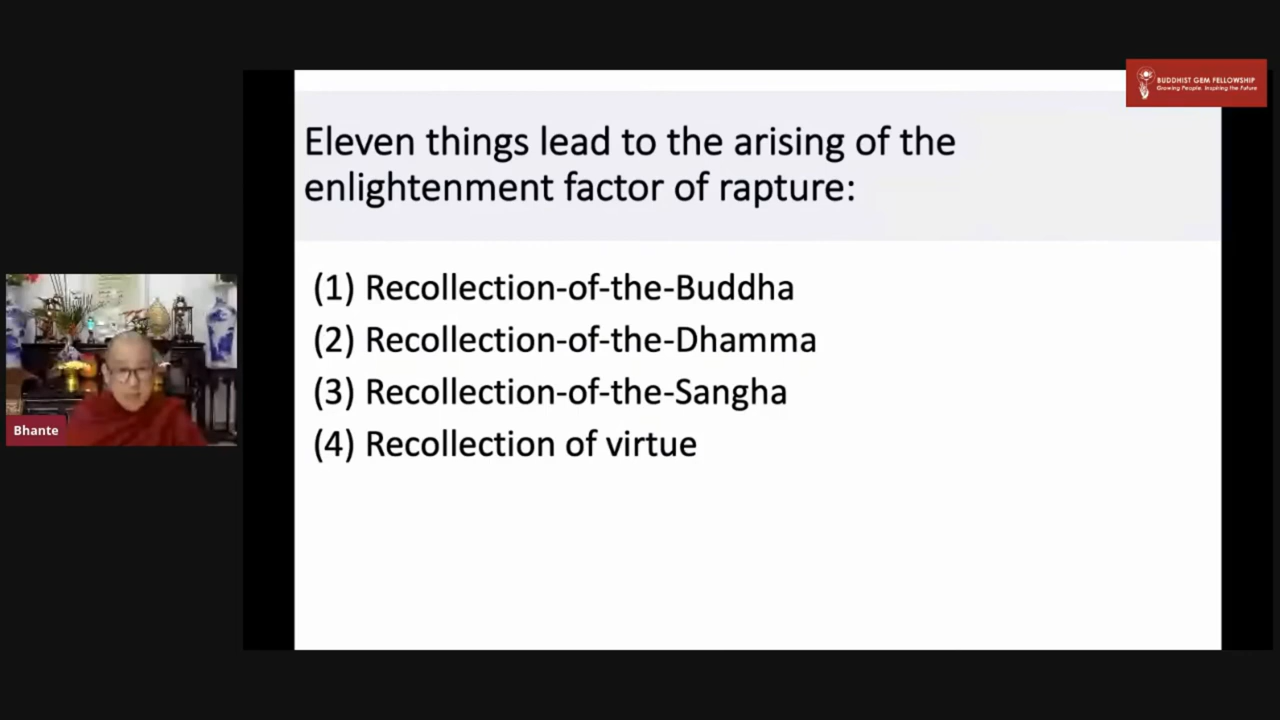 BUDDHIST GEM FELLOWSHIP
Growing People. Inspiring the Future
Eleven things lead to the arising of the
enlightenment factor of rapture:
(1) Recollection-of-the-Buddha
(2) Recollection-of-the-Dhamma
(3) Recollection-of-the-Sangha
(4) Recollection of virtue
Bhante